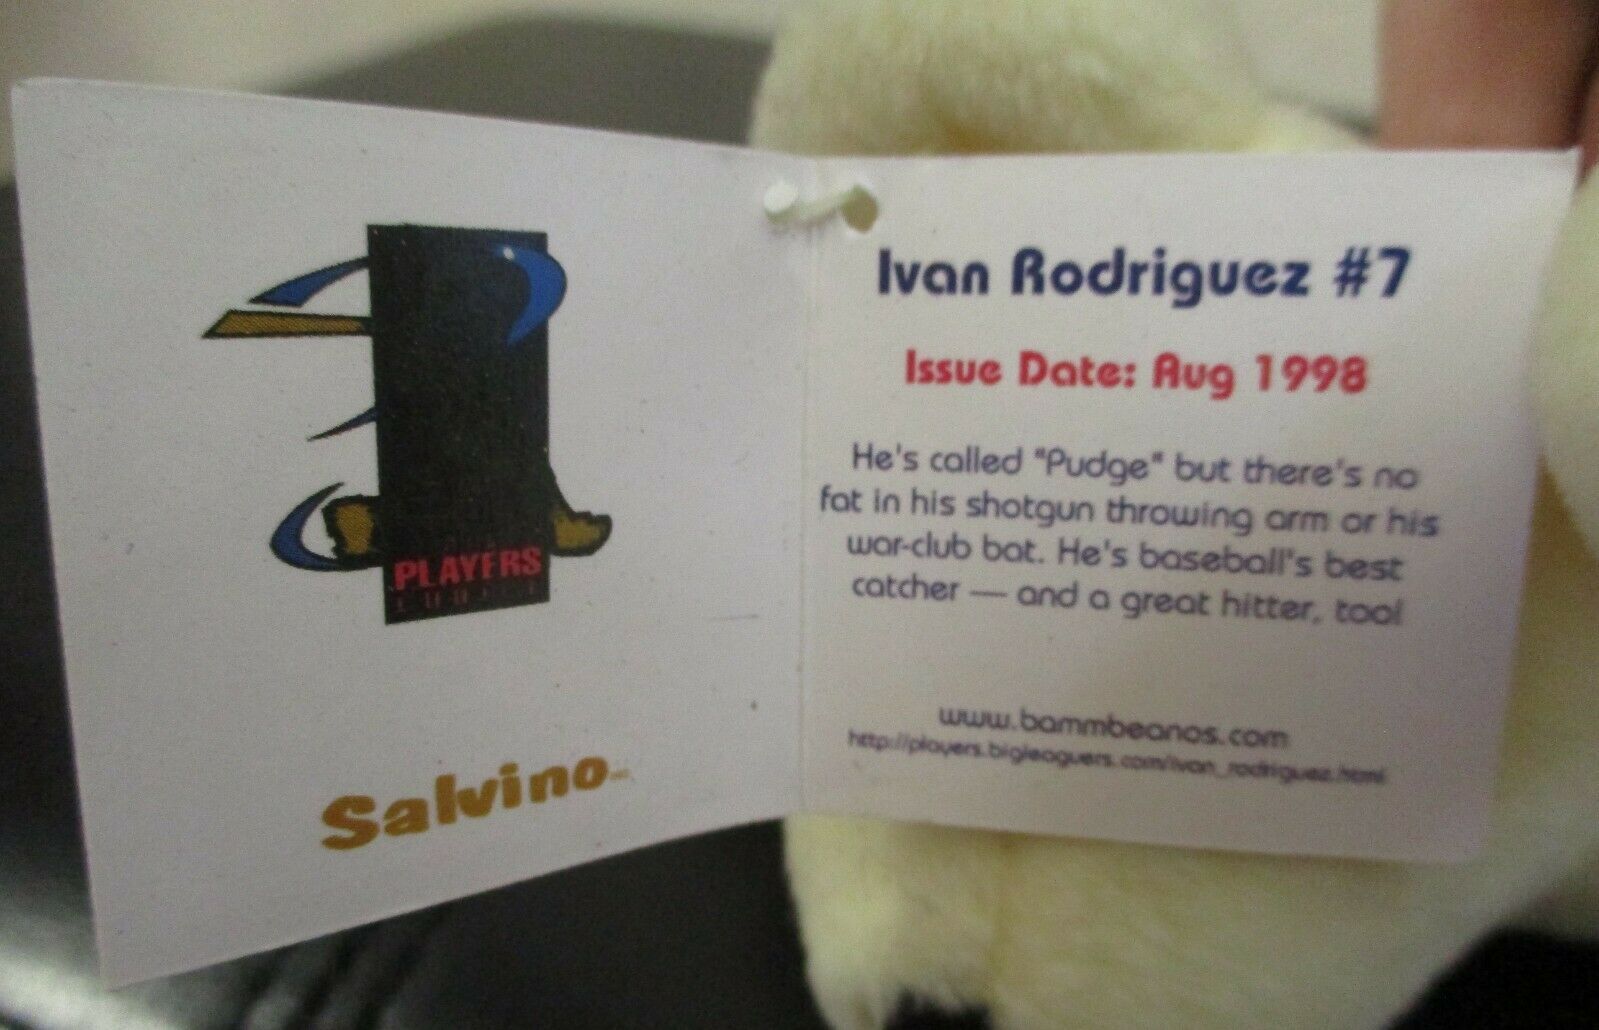 PLAYERS
Salvino
Ivan Rodriguez #7
Issue Date: Aug 1998
He's called "Pudge" but there's no
fat in his shotgun throwing arm or his
war-club bat. He's baseball's best
catcher — and a great hitter, too!
www.bammbeanos.com
http://players.bigleaguers.com/ivan_rodriguez.html